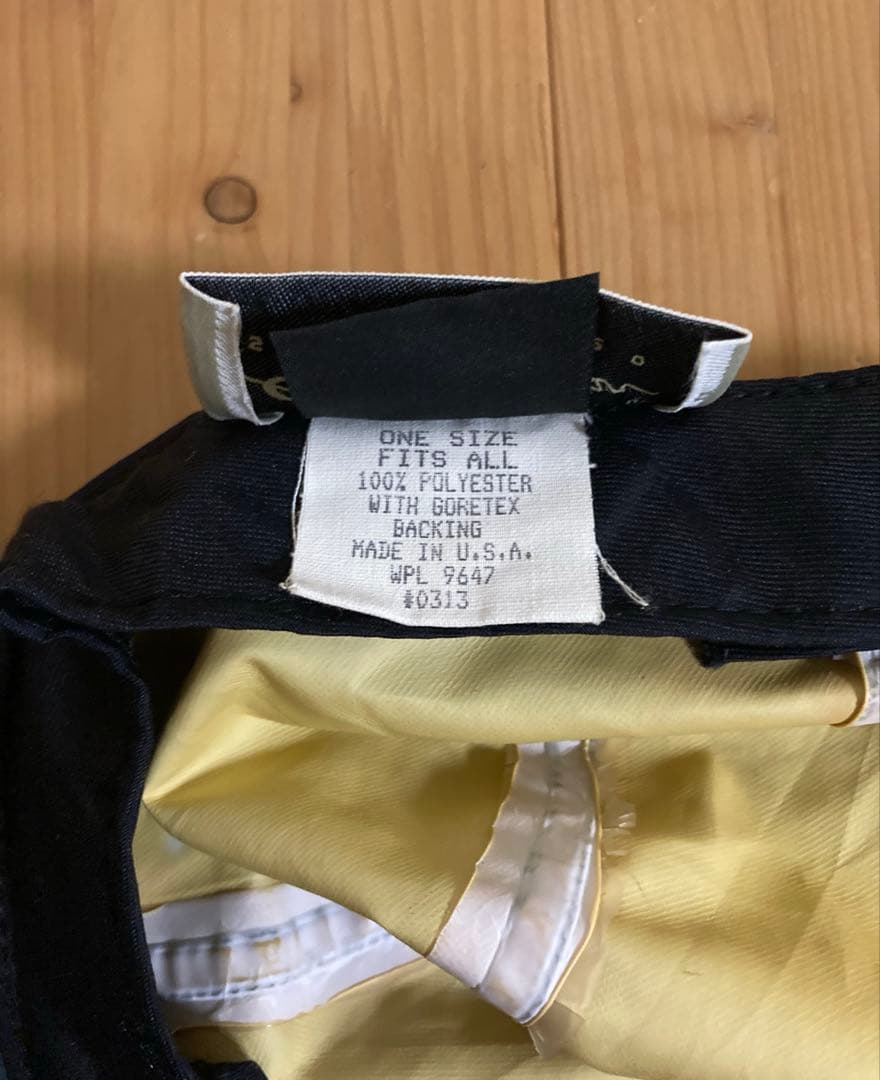 ONE SIZE
FITS ALL
100% POLYESTER
WITH GORETEX
BACKING
MADE IN U.S.A.
WPL 9647
#0313